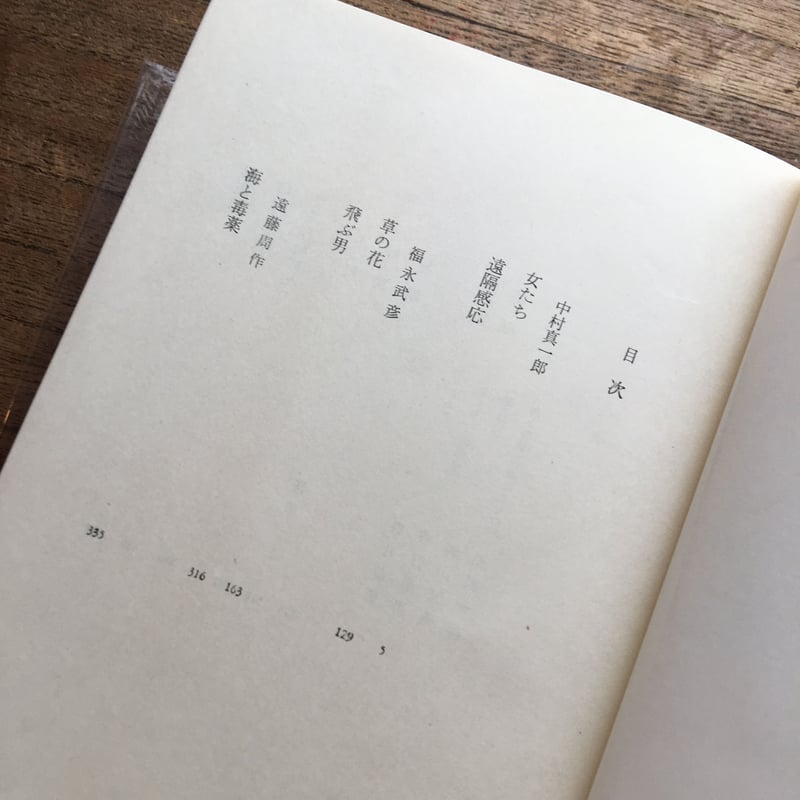 目次
中村真一郎
女たち
5
遠隔感応
129
福永武彦
草の花
163
飛ぶ男
316
遠藤周作
海と毒薬
335